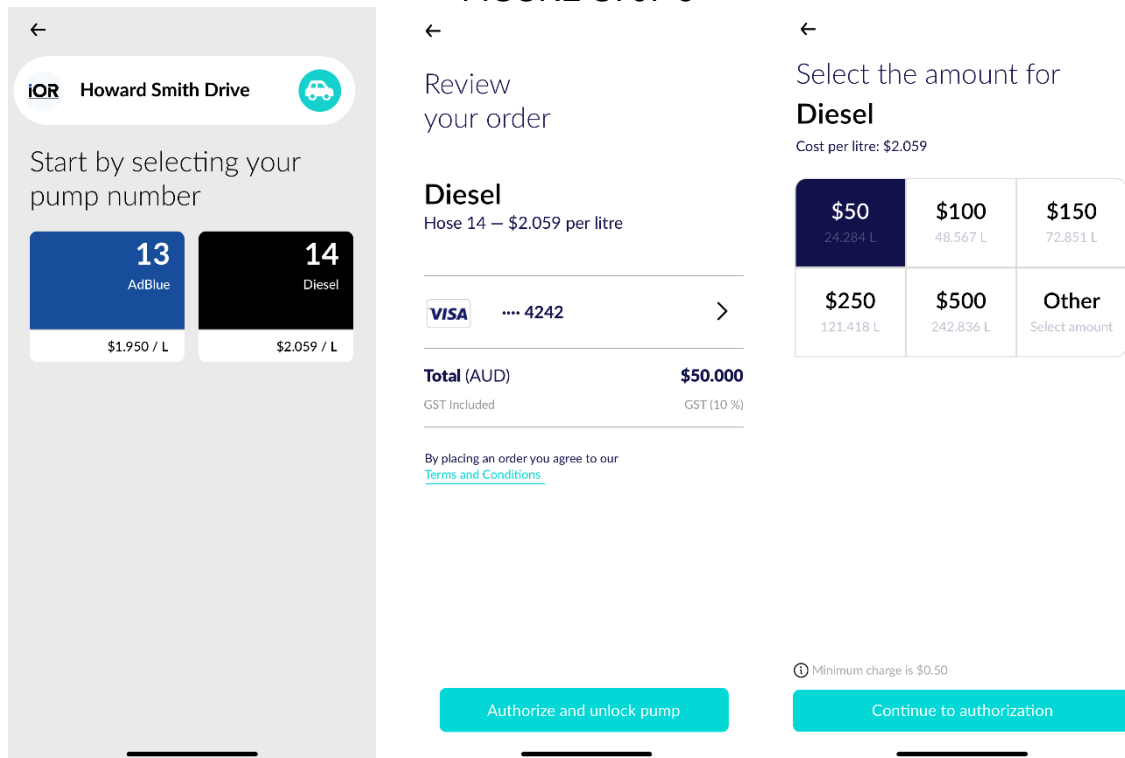 iOR Howard Smith Drive
Start by selecting your
pump number
13
AdBlue
$1.950 / L
14
Diesel
$2.059 / L
Review
your order
Diesel
Hose 14 — $2.059 per litre
VISA •••• 4242
Total (AUD) $50.000
GST Included GST (10 %)
By placing an order you agree to our
Terms and Conditions
Authorize and unlock pump
Select the amount for
Diesel
Cost per litre: $2.059
$50
24.284 L
$100
48.567 L
$150
72.851 L
$250
121.418 L
$500
242.836 L
Other
Select amount
Minimum charge is $0.50
Continue to authorization